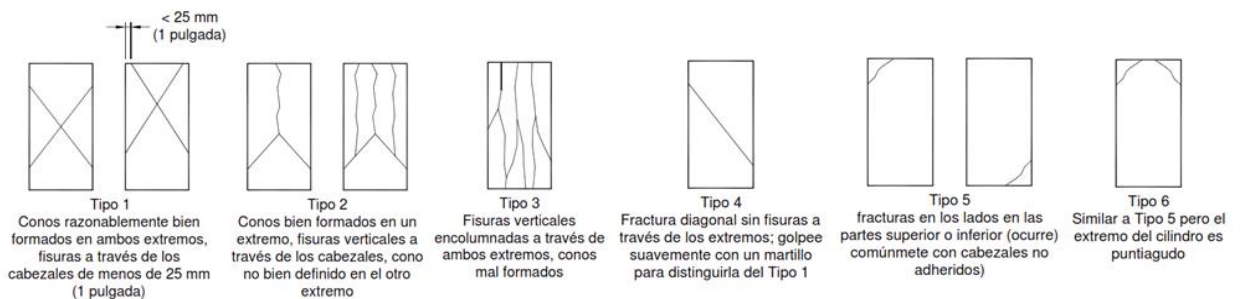 < 25 mm
(1 pulgada)
Tipo 1
Conos razonablemente bien
formados en ambos extremos,
fisuras a través de los
cabezales de menos de 25 mm
(1 pulgada)
Tipo 2
Conos bien formados en un
extremo, fisuras verticales a
través de los cabezales, cono
no bien definido en el otro
extremo
Tipo 3
Fisuras verticales
encolumnadas a través de
ambos extremos, conos
mal formados
Tipo 4
Fractura diagonal sin fisuras a
través de los extremos; golpee
suavemente con un martillo
para distinguirla del Tipo 1
Tipo 5
fracturas en los lados en las
partes superior o inferior (ocurre)
comúnmete con cabezales no
adheridos)
Tipo 6
Similar a Tipo 5 pero el
extremo del cilindro es
puntiagudo